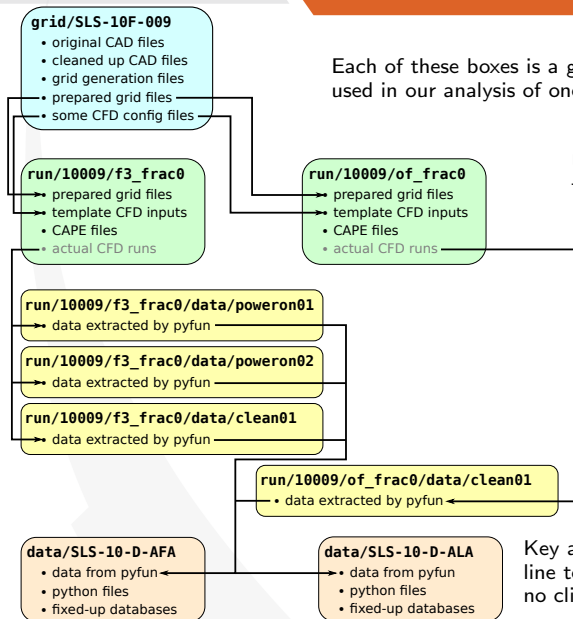 grid/SLS-10F-009
• original CAD files
• cleaned up CAD files
• grid generation files
• prepared grid files
• some CFD config files
Each of these boxes is a g
used in our analysis of on
run/10009/f3_frac0
• prepared grid files
• template CFD inputs
• CAPE files
• actual CFD runs
run/10009/of_frac0
• prepared grid files
• template CFD inputs
• CAPE files
• actual CFD runs
run/10009/f3_frac0/data/poweron01
• data extracted by pyfun
run/10009/f3_frac0/data/poweron02
• data extracted by pyfun
run/10009/f3_frac0/data/clean01
• data extracted by pyfun
run/10009/of_frac0/data/clean01
• data extracted by pyfun
data/SLS-10-D-AFA
• data from pyfun
• python files
• fixed-up databases
data/SLS-10-D-ALA
• data from pyfun
• python files
• fixed-up databases
Key a
line to
no cli